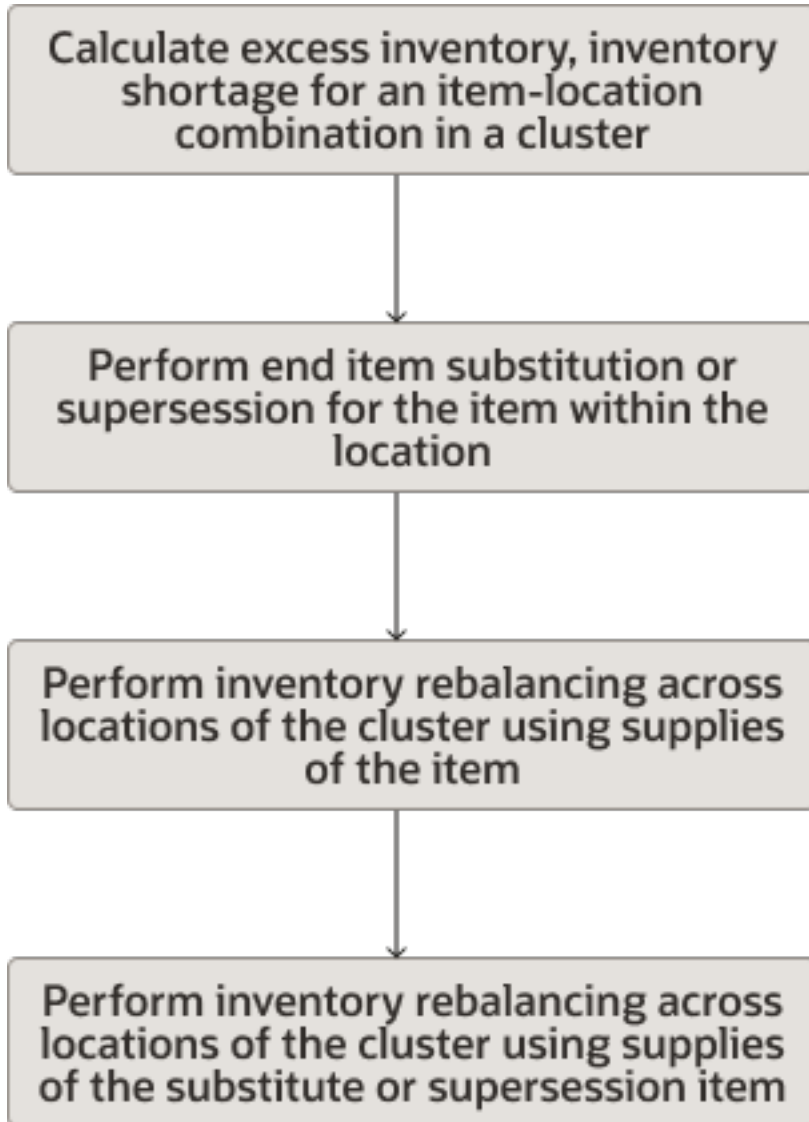 Calculate excess inventory, inventory
shortage for an item-location
combination in a cluster
Perform end item substitution or
supersession for the item within the
location
Perform inventory rebalancing across
locations of the cluster using supplies
of the item
Perform inventory rebalancing across
locations of the cluster using supplies
of the substitute or supersession item